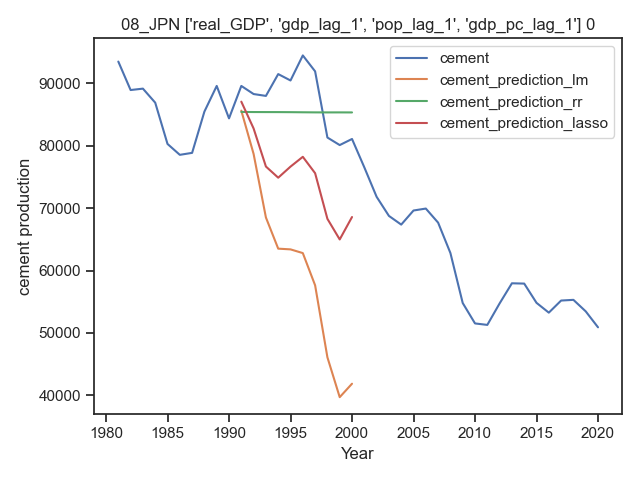 08_JPN ['real_GDP', 'gdp_lag_1', 'pop_lag_1', 'gdp_pc_lag_1'] 0
cement
cement_prediction_lm
cement_prediction_rr
cement_prediction_lasso
90000
80000
70000
60000
50000
40000
cement production
1980 1985 1990 1995 2000 2005 2010 2015 2020
Year